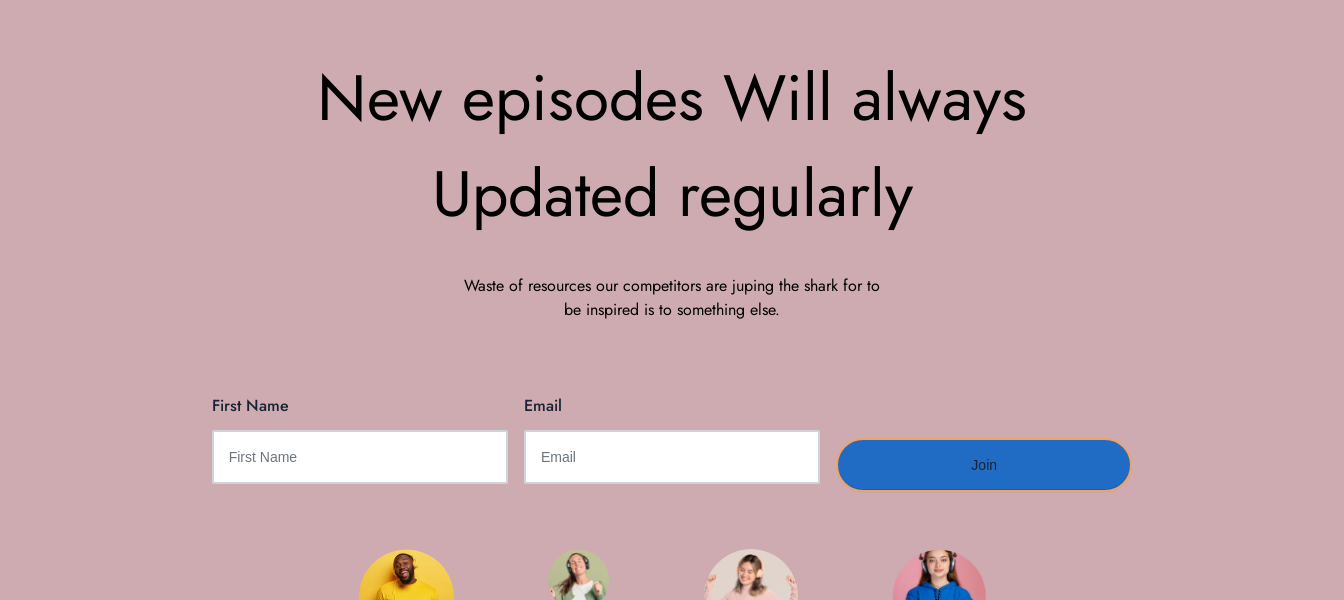 New episodes Will always
Updated regularly
Waste of resources our competitors are juping the shark for to
be inspired is to something else.
First Name
Email
First Name
Email
Join